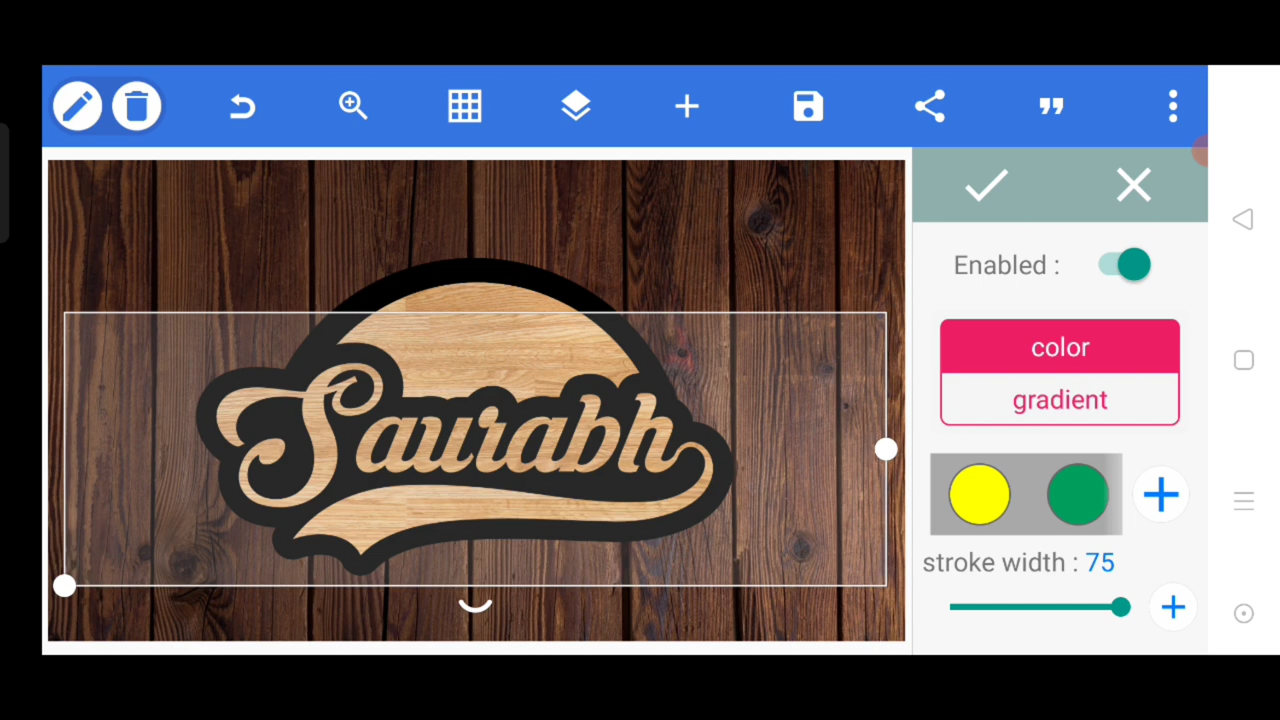 Saurabh
Enabled :
color
gradient
stroke width : 75